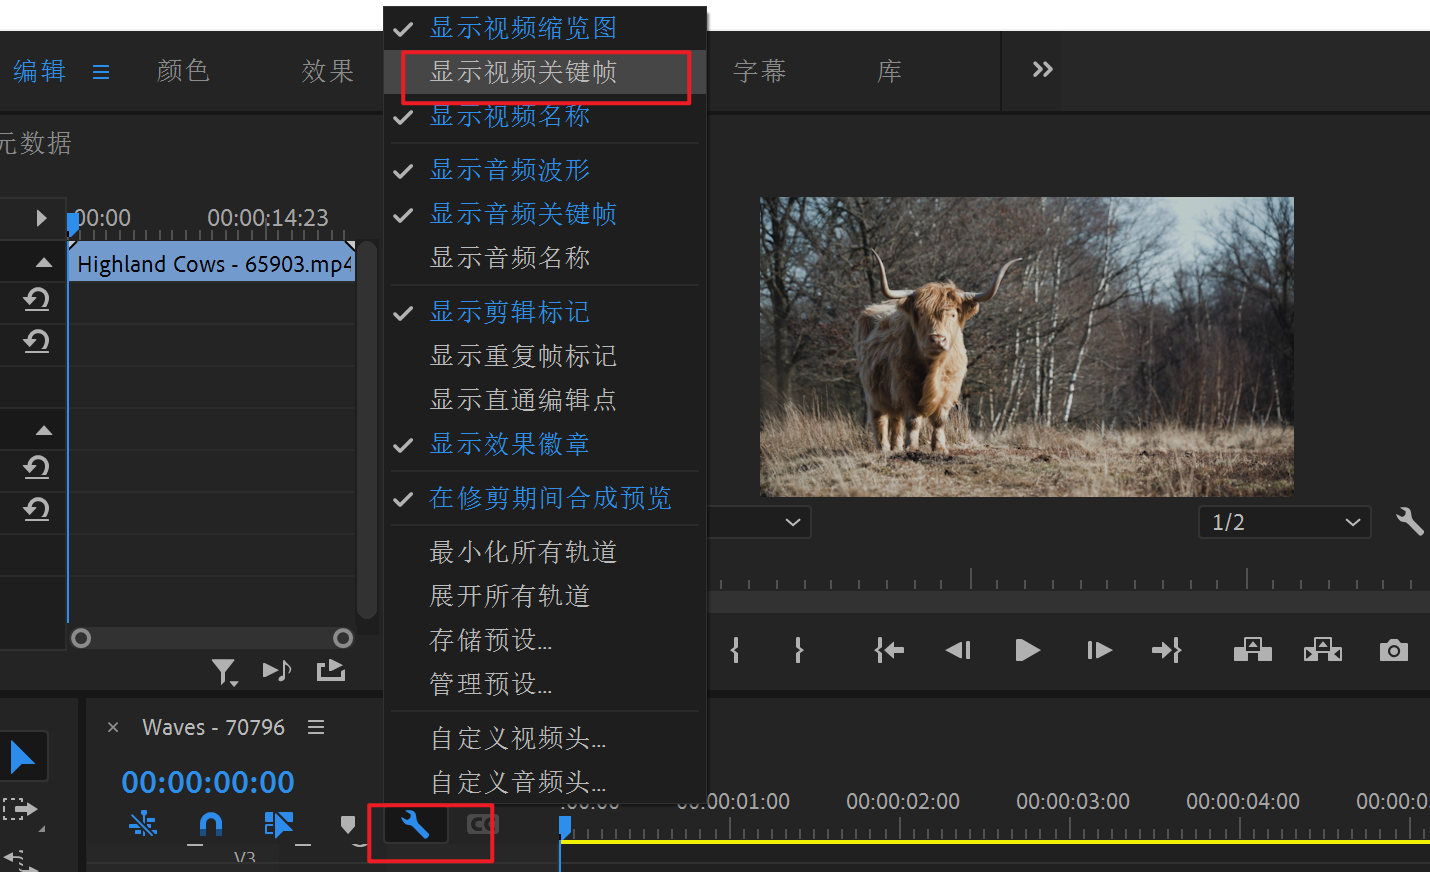 编辑
颜色
效果
字幕
库
元数据
00:00
00:00:14:23
Highland Cows - 65903.mp4
显示视频缩览图
显示视频关键帧
显示视频名称
显示音频波形
显示音频关键帧
显示音频名称
显示剪辑标记
显示重复帧标记
显示直通编辑点
显示效果徽章
在修剪期间合成预览
最小化所有轨道
展开所有轨道
存储预设...
管理预设...
自定义视频头...
自定义音频头...
1/2
× Waves - 70796
00:00:00:00
CC
:00:00
00:00:01:00
00:00:02:00
00:00:03:00
00:00:04:00
00:00:0
V3